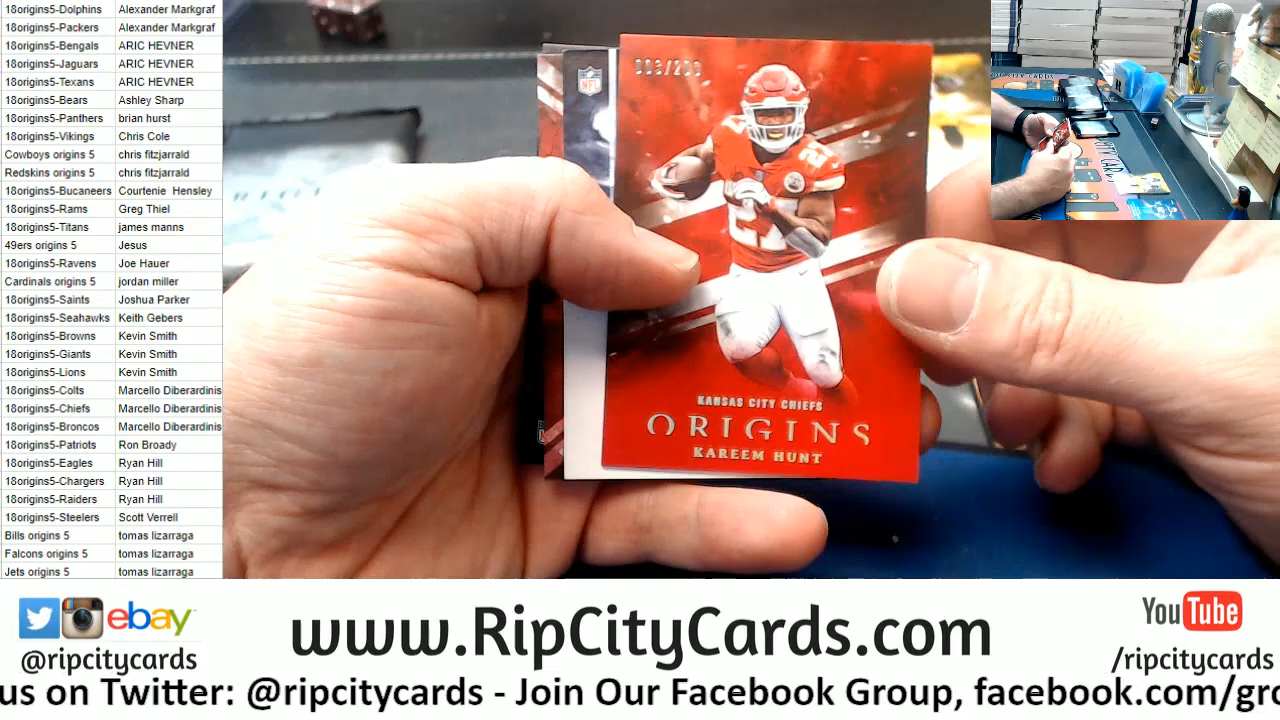 18origins5-Dolphins Alexander Markgraf
18origins5-Packers Alexander Markgraf
18origins5-Bengals ARIC HEVNER
18origins5-Jaguars ARIC HEVNER
18origins5-Texans ARIC HEVNER
18origins5-Bears Ashley Sharp
18origins5-Panthers brian hurst
18origins5-Vikings Chris Cole
Cowboys origins 5 chris fitzjarrald
Redskins origins 5 chris fitzjarrald
18origins5-Bucaneers Courtenie Hensley
18origins5-Rams Greg Thiel
18origins5-Titans james manns
49ers origins 5 Jesus
18origins5-Ravens Joe Hauer
Cardinals origins 5 jordan miller
18origins5-Saints Joshua Parker
18origins5-Seahawks Keith Gebers
18origins5-Browns Kevin Smith
18origins5-Giants Kevin Smith
18origins5-Lions Kevin Smith
18origins5-Colts Marcello Diberardinis
18origins5-Chiefs Marcello Diberardinis
18origins5-Broncos Marcello Diberardinis
18origins5-Patriots Ron Broady
18origins5-Eagles Ryan Hill
18origins5-Chargers Ryan Hill
18origins5-Raiders Ryan Hill
18origins5-Steelers Scott Verrell
Bills origins 5 tomas lizarraga
Falcons origins 5 tomas lizarraga
Jets origins 5 tomas lizarraga
NFL
27
KANSAS CITY CHIEFS
ORIGINS
KAREEM HUNT
ebay
@ripcitycards
www.RipCityCards.com
YouTube
/ripcitycards
us on Twitter: @ripcitycards - Join Our Facebook Group, facebook.com/gro